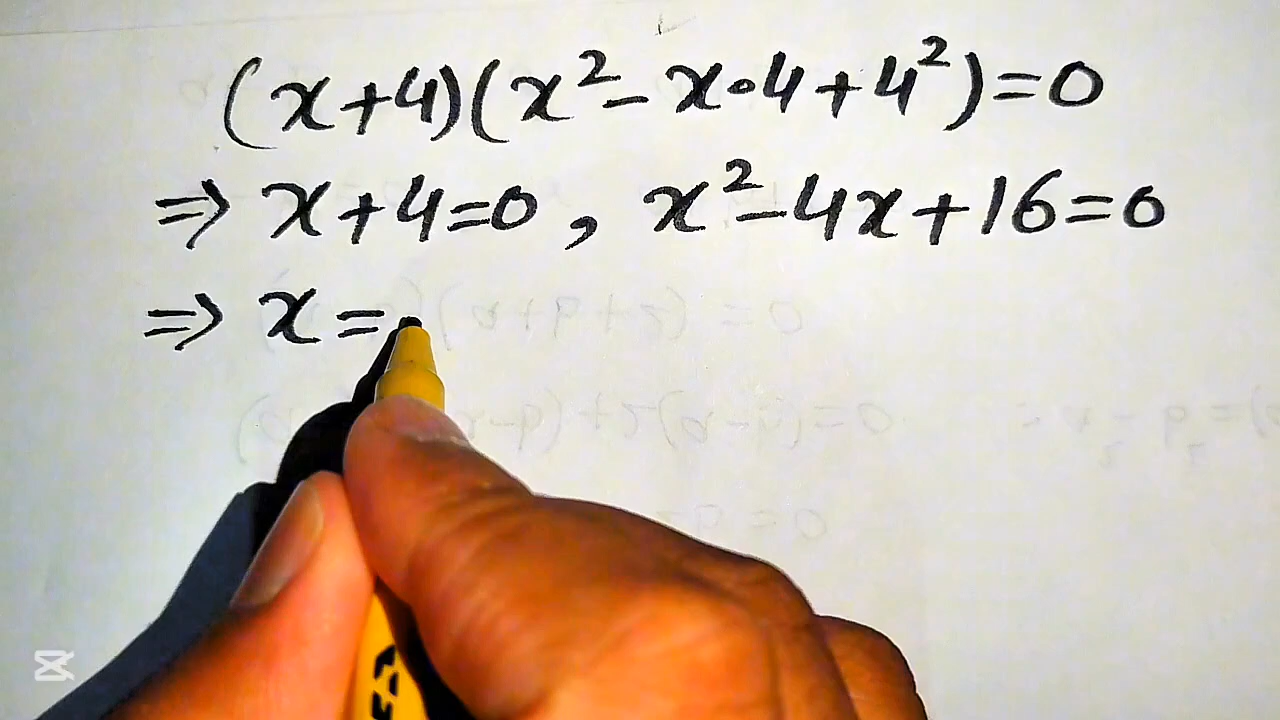 (x+4)(x²-x•4+4²)=0
⇒ x+4=0, x²-4x+16=0
⇒ x=